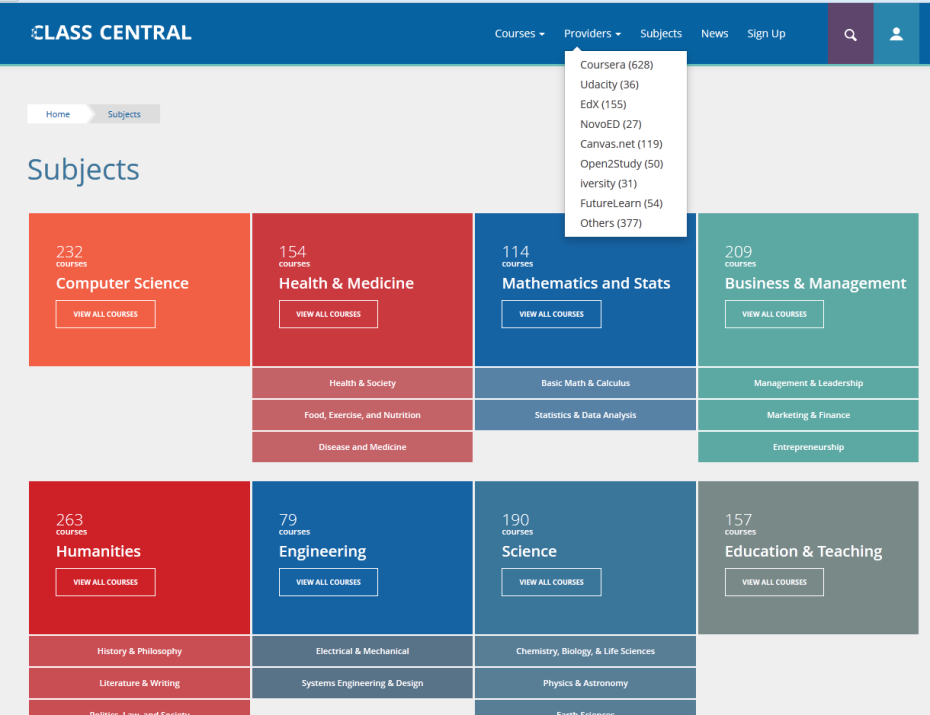 CLASS CENTRAL
Courses
Providers
Subjects
News
Sign Up
Coursera (628)
Udacity (36)
EdX (155)
NovoED (27)
Canvas.net (119)
Open2Study (50)
iversity (31)
FutureLearn (54)
Others (377)
Home
Subjects
Subjects
232
courses
Computer Science
VIEW ALL COURSES
154
courses
Health & Medicine
VIEW ALL COURSES
Health & Society
Food, Exercise, and Nutrition
Disease and Medicine
114
courses
Mathematics and Stats
VIEW ALL COURSES
Basic Math & Calculus
Statistics & Data Analysis
209
courses
Business & Management
VIEW ALL COURSES
Management & Leadership
Marketing & Finance
Entrepreneurship
263
courses
Humanities
VIEW ALL COURSES
History & Philosophy
Literature & Writing
Politics, Law, and Society
79
courses
Engineering
VIEW ALL COURSES
Electrical & Mechanical
Systems Engineering & Design
190
courses
Science
VIEW ALL COURSES
Chemistry, Biology, & Life Sciences
Physics & Astronomy
Earth Sciences
157
courses
Education & Teaching
VIEW ALL COURSES